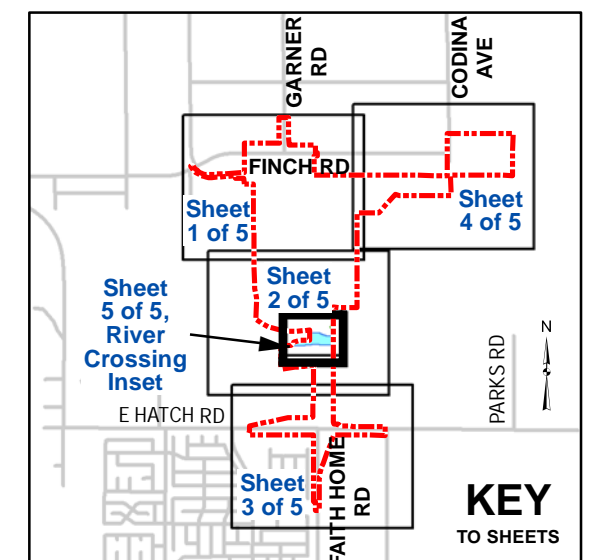 GARNER
RD
CODINA
AVE
FINCH RD
Sheet
1 of 5
Sheet
4 of 5
Sheet
2 of 5
Sheet
5 of 5,
River
Crossing
Inset
N
PARKS RD
E HATCH RD
Sheet
3 of 5
FAITH HOME
RD
KEY
TO SHEETS